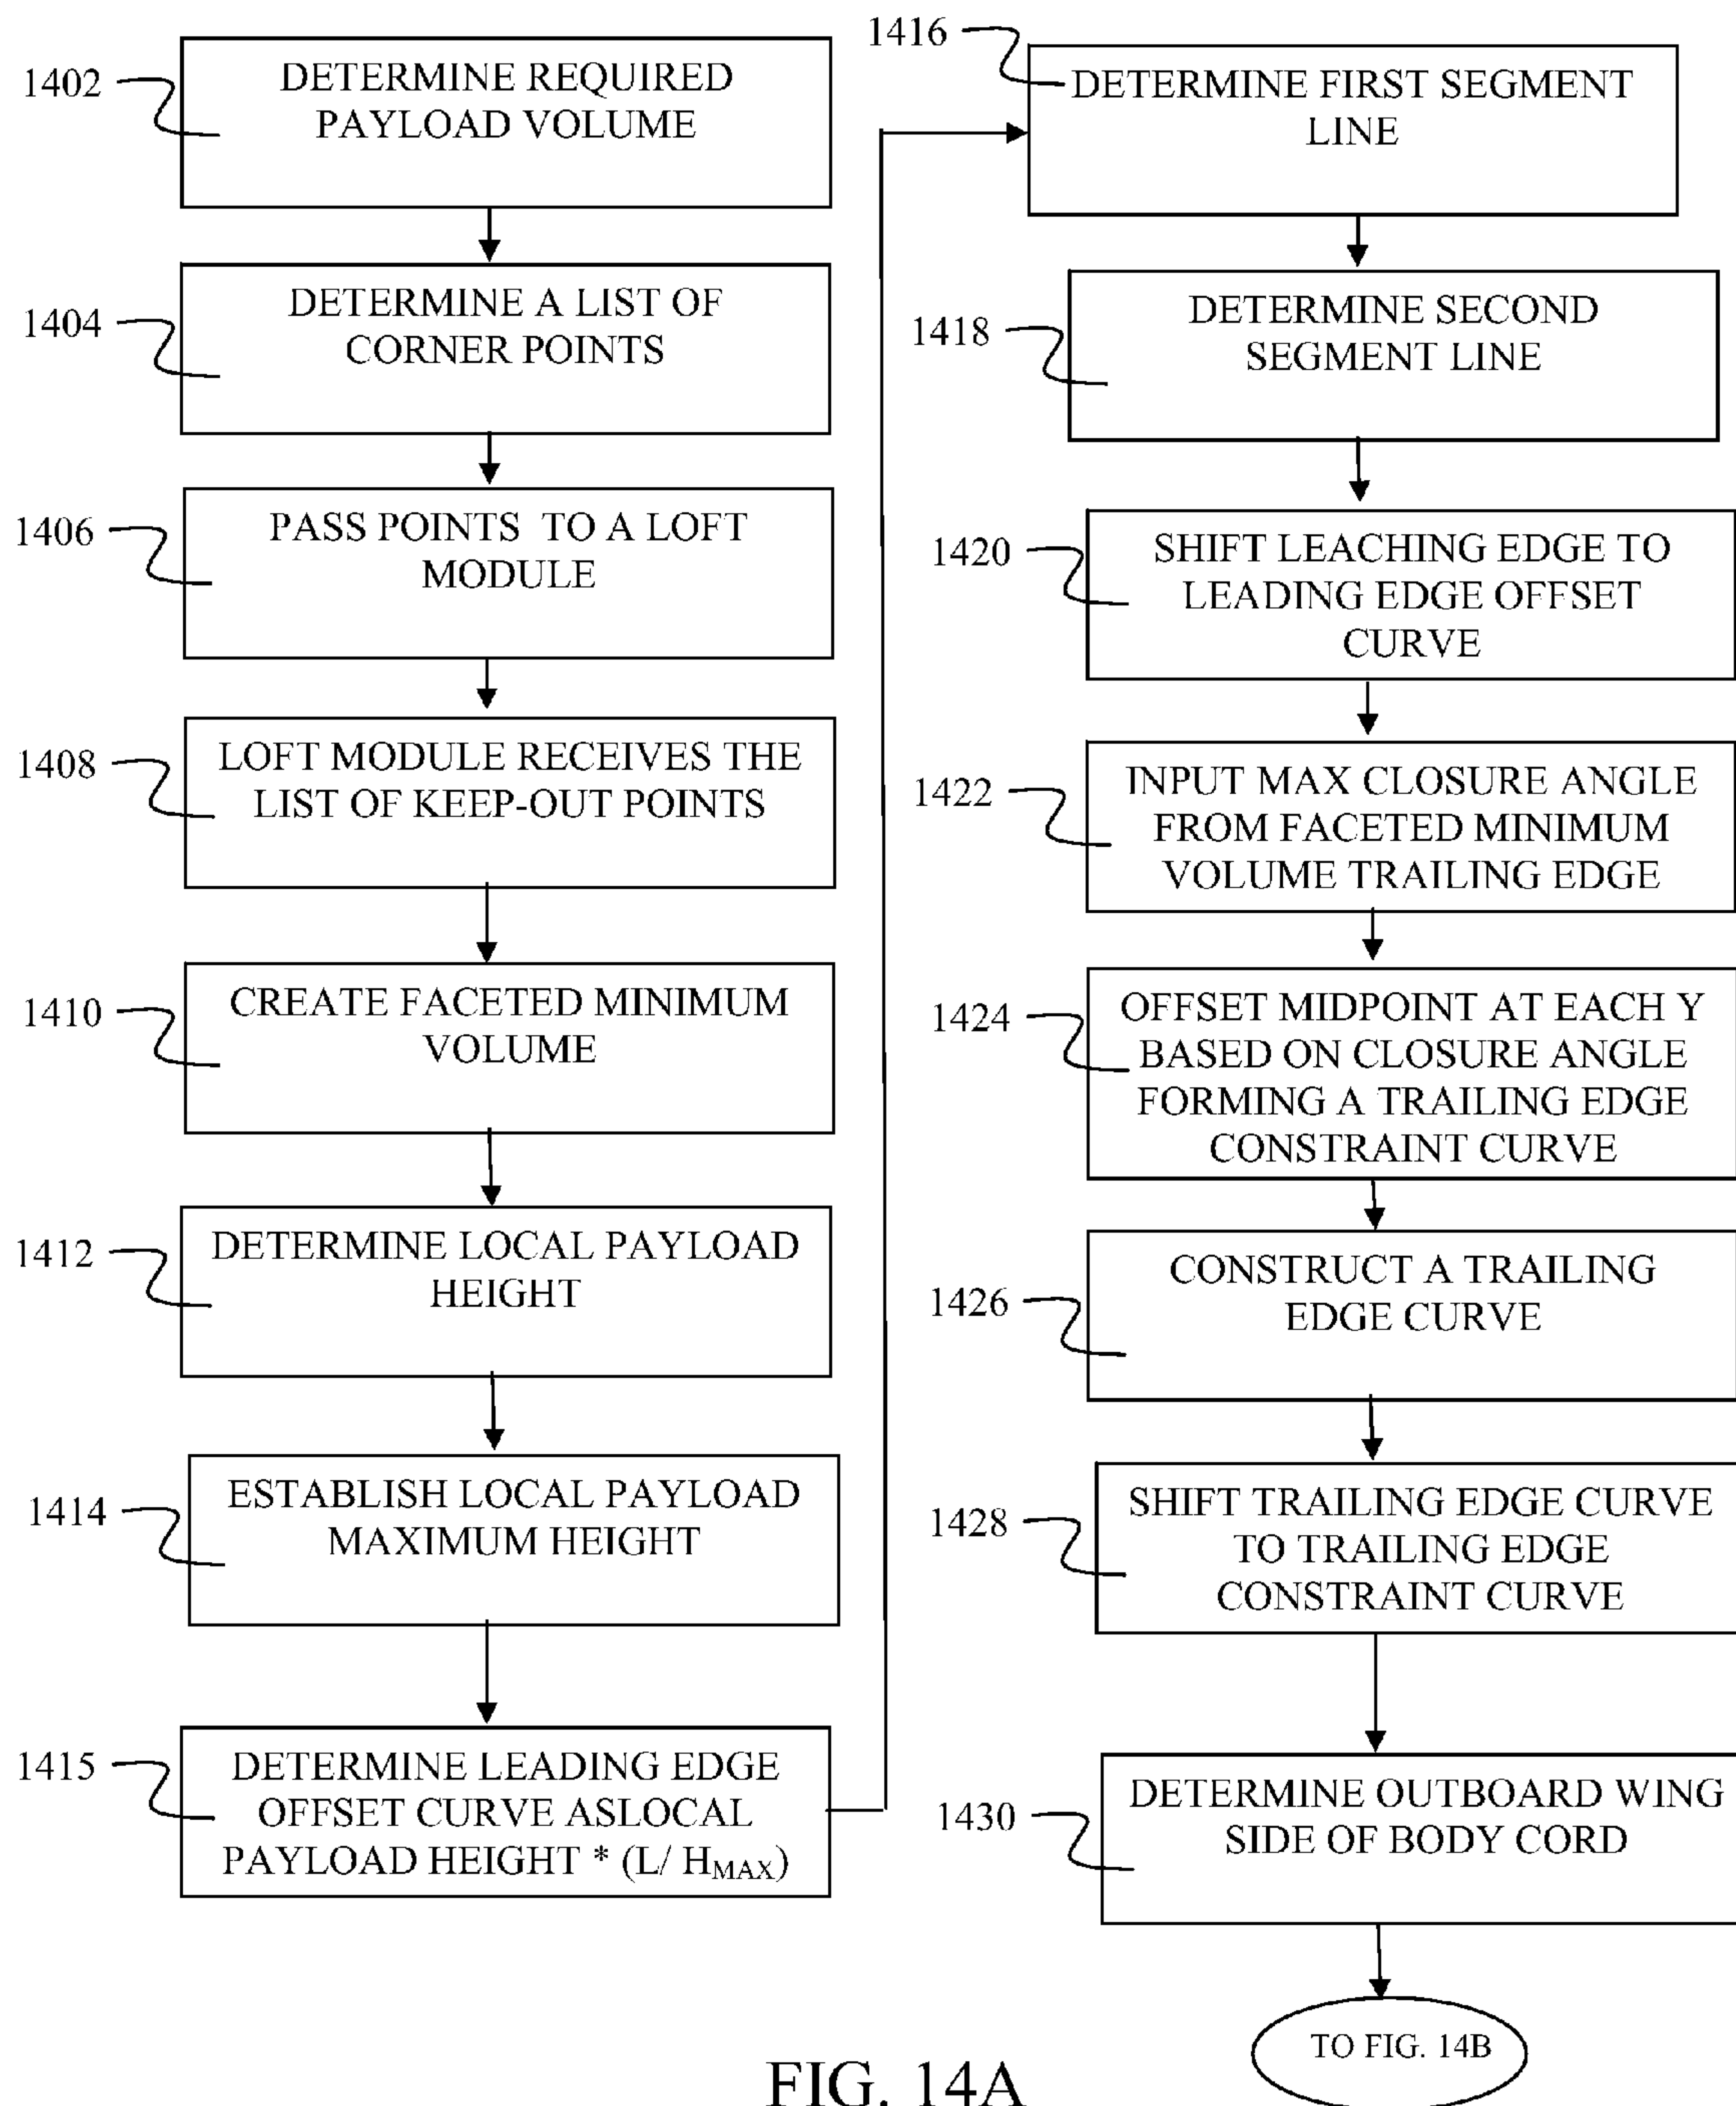 1402
DETERMINE REQUIRED
PAYLOAD VOLUME
1404
DETERMINE A LIST OF
CORNER POINTS
1406
PASS POINTS TO A LOFT
MODULE
1408
LOFT MODULE RECEIVES THE
LIST OF KEEP-OUT POINTS
1410
CREATE FACETED MINIMUM
VOLUME
1412
DETERMINE LOCAL PAYLOAD
HEIGHT
1414
ESTABLISH LOCAL PAYLOAD
MAXIMUM HEIGHT
1415
DETERMINE LEADING EDGE
OFFSET CURVE ASLOCAL
PAYLOAD HEIGHT * (L/ HMAX)
1416
DETERMINE FIRST SEGMENT
LINE
1418
DETERMINE SECOND
SEGMENT LINE
1420
SHIFT LEACHING EDGE TO
LEADING EDGE OFFSET
CURVE
1422
INPUT MAX CLOSURE ANGLE
FROM FACETED MINIMUM
VOLUME TRAILING EDGE
1424
OFFSET MIDPOINT AT EACH Y
BASED ON CLOSURE ANGLE
FORMING A TRAILING EDGE
CONSTRAINT CURVE
1426
CONSTRUCT A TRAILING
EDGE CURVE
1428
SHIFT TRAILING EDGE CURVE
TO TRAILING EDGE
CONSTRAINT CURVE
1430
DETERMINE OUTBOARD WING
SIDE OF BODY CORD
TO FIG. 14B
FIG. 14A